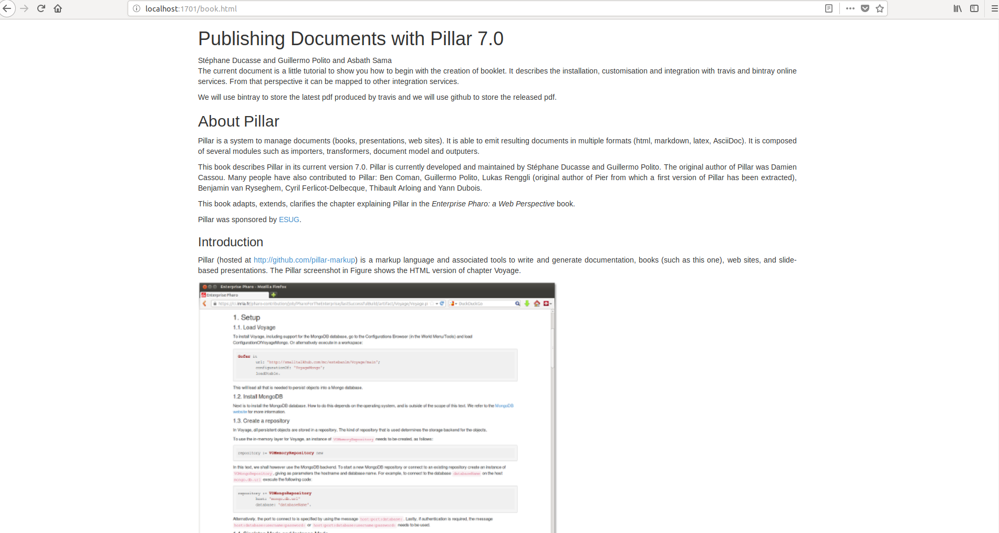 localhost:1701/book.html
Publishing Documents with Pillar 7.0
Stéphane Ducasse and Guillermo Polito and Asbath Sama
The current document is a little tutorial to show you how to begin with the creation of booklet. It describes the installation, customisation and integration with travis and bintray online
services. From that perspective it can be mapped to other integration services.
We will use bintray to store the latest pdf produced by travis and we will use github to store the released pdf.
About Pillar
Pillar is a system to manage documents (books, presentations, web sites). It is able to emit resulting documents in multiple formats (html, markdown, latex, AsciiDoc). It is composed
of several modules such as importers, transformers, document model and outputers.
This book describes Pillar in its current version 7.0. Pillar is currently developed and maintained by Stéphane Ducasse and Guillermo Polito. The original author of Pillar was Damien
Cassou. Many people have also contributed to Pillar: Ben Coman, Guillermo Polito, Lukas Renggli (original author of Pier from which a first version of Pillar has been extracted),
Benjamin van Ryseghem, Cyril Ferlicot-Delbecque, Thibault Arloing and Yann Dubois.
This book adapts, extends, clarifies the chapter explaining Pillar in the Enterprise Pharo: a Web Perspective book.
Pillar was sponsored by ESUG.
Introduction
Pillar (hosted at http://github.com/pillar-markup) is a markup language and associated tools to write and generate documentation, books (such as this one), web sites, and slide-
based presentations. The Pillar screenshot in Figure shows the HTML version of chapter Voyage.
Enterprise Pharo - Mozilla Firefox
Enterprise Pharo
https://ci.inria.fr/pharo-contribution/job/PharoForTheEnterprise/lastSuccessfulBuild/artifact/Voyage/Voyage.p DuckDuckGo
1. Setup
1.1. Load Voyage
To install Voyage, including support for the MongoDB database, go to the Configurations Browser (in the World Menu/Tools) and load
ConfigurationOfVoyageMongo. Or alternatively execute in a workspace:
Gofer it
url: 'http://smalltalkhub.com/mc/estebanlm/Voyage/main';
configurationOf: 'VoyageMongo';
loadStable.
This will load all that is needed to persist objects into a Mongo database.
1.2. Install MongoDB
Next is to install the MongoDB database. How to do this depends on the operating system, and is outside of the scope of this text. We refer to the MongoDB
website for more information.
1.3. Create a repository
In Voyage, all persistent objects are stored in a repository. The kind of repository that is used determines the storage backend for the objects.
To use the in-memory layer for Voyage, an instance of VOMemoryRepository needs to be created, as follows:
repository := VOMemoryRepository new
In this text, we shall however use the MongoDB backend. To start a new MongoDB repository or connect to an existing repository create an instance of
VOMongoRepository, giving as parameters the hostname and database name. For example, to connect to the database databaseName on the host
mongo.db.url execute the following code:
repository := VOMongoRepository
host: 'mongo.db.url'
database: 'databaseName'.
Alternatively, the port to connect to is specified by using the message host:port:database:. Lastly, if authentication is required, the message
host:database:username:password: or host:port:database:username:password: needs to be used.